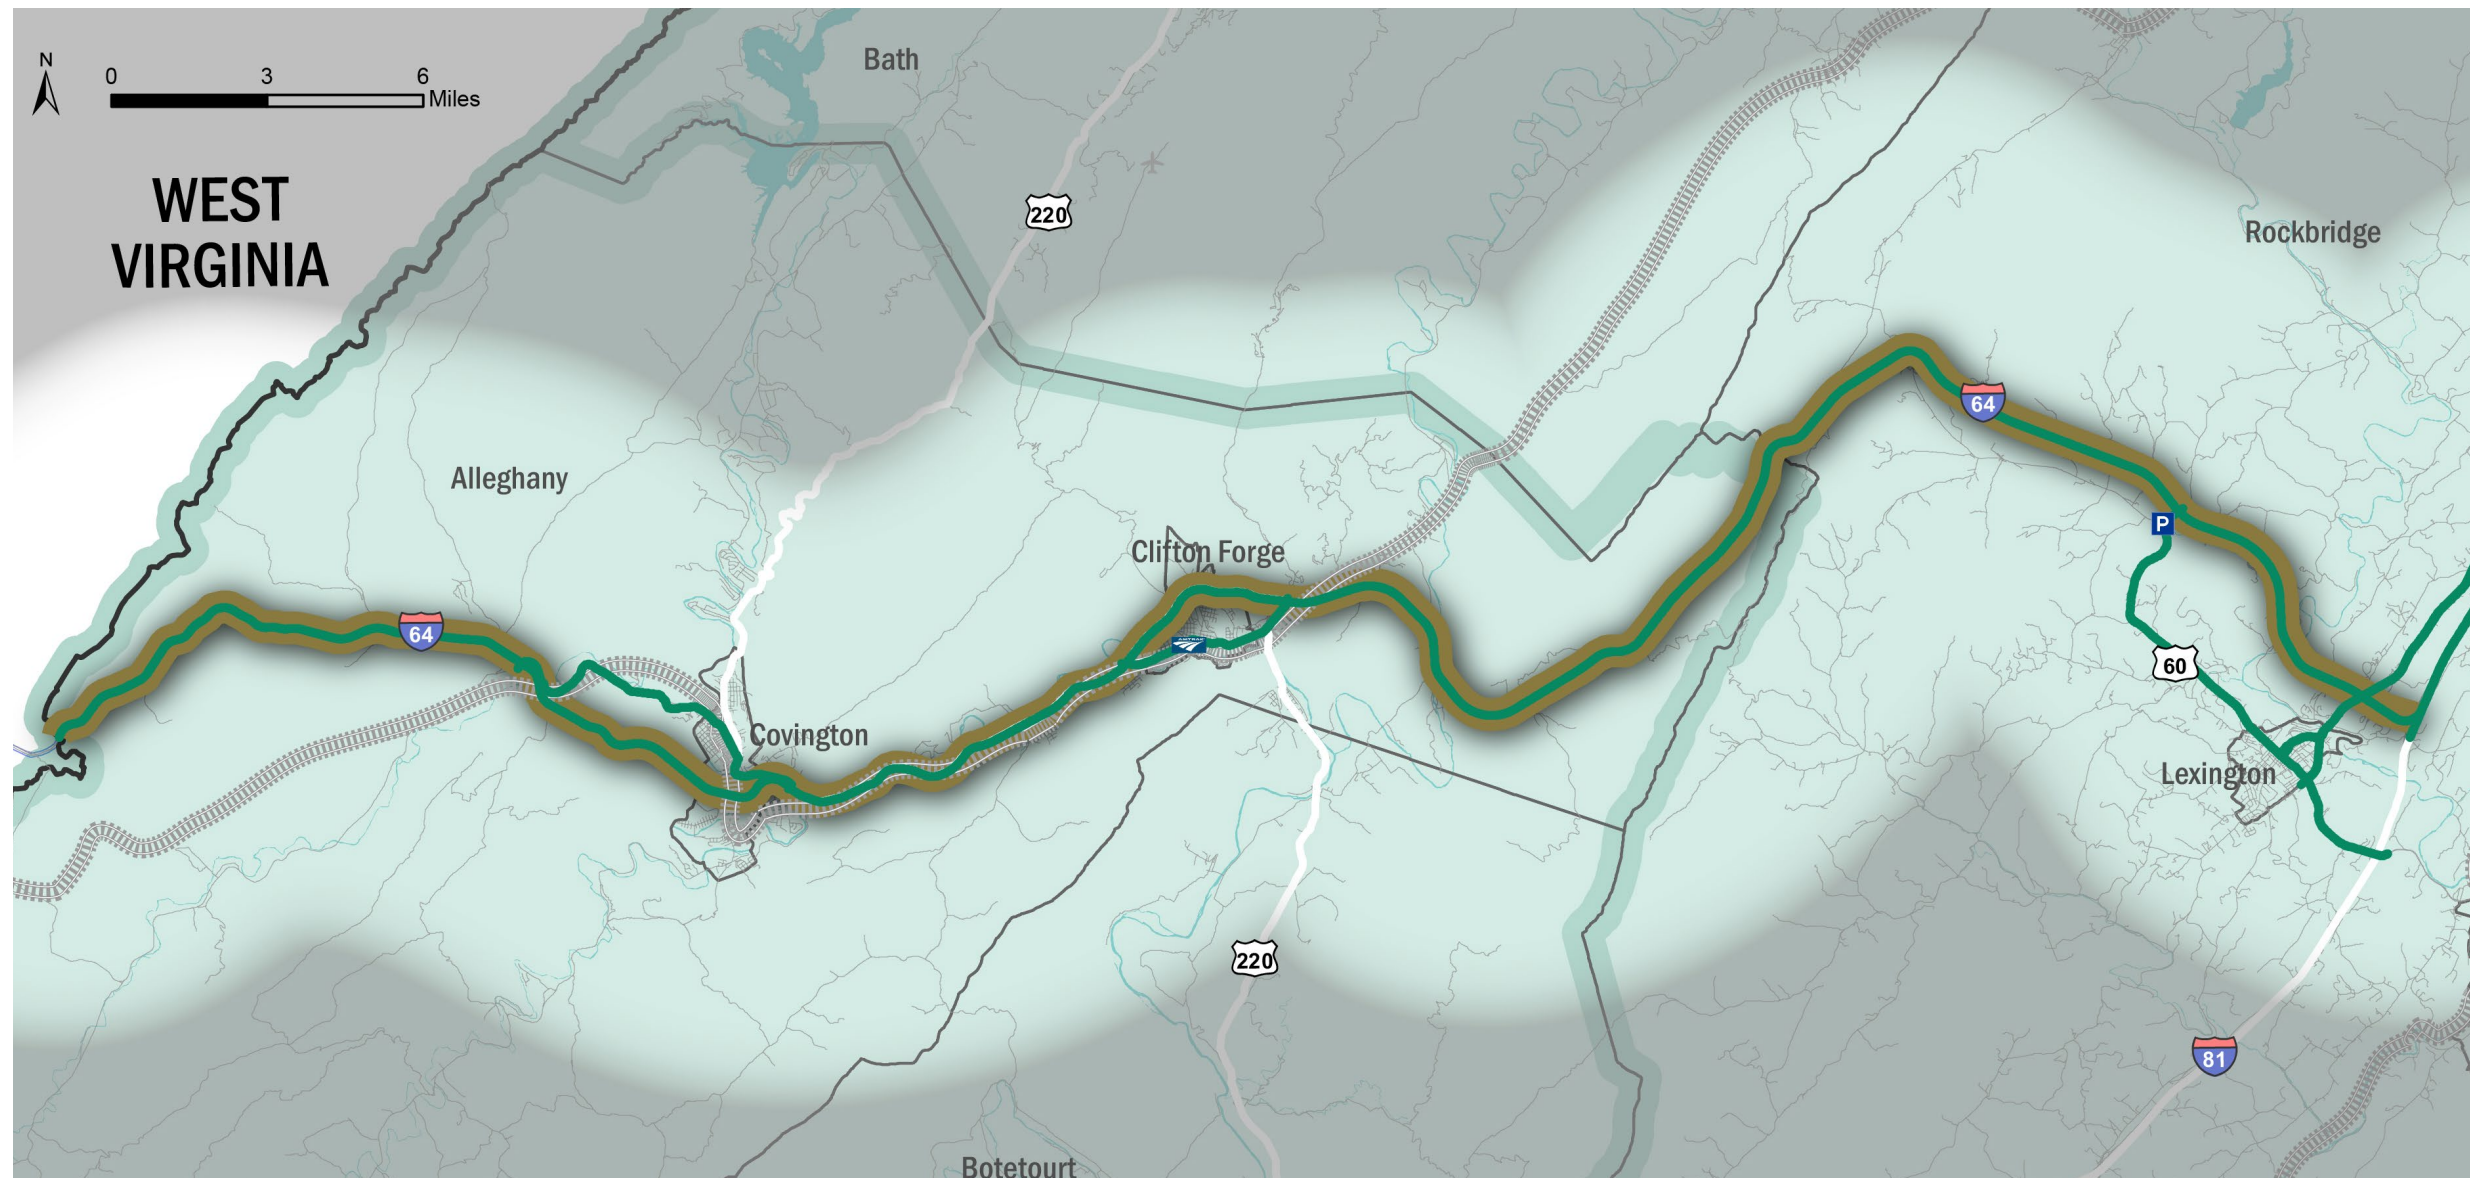 N
0 3 6
Miles
Bath
WEST
VIRGINIA
220
Rockbridge
64
Alleghany
Clifton Forge
P
64
AMTRAK
60
Covington
Lexington
220
81
Botetourt